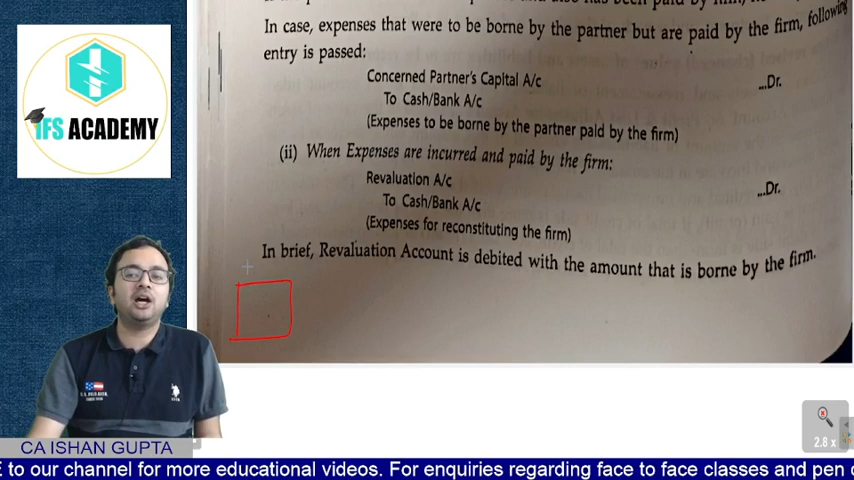 In case, expenses that were to be borne by the partner but are paid by the firm, following
entry is passed:
Concerned Partner's Capital A/c ...Dr.
To Cash/Bank A/c
(Expenses to be borne by the partner paid by the firm)
(ii) When Expenses are incurred and paid by the firm:
Revaluation A/c ...Dr.
To Cash/Bank A/c
(Expenses for reconstituting the firm)
In brief, Revaluation Account is debited with the amount that is borne by the firm.
IFS ACADEMY
U.S. POLO ASSN.
CA ISHAN GUPTA
2.8 x
E to our channel for more educational videos. For enquiries regarding face to face classes and pen